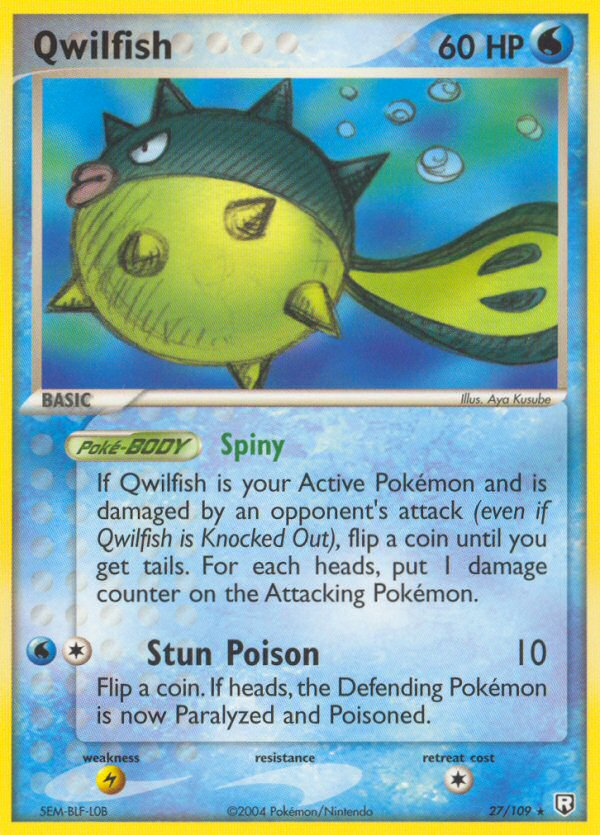 Qwilfish 60 HP
BASIC
Illus. Aya Kusube
Poké-BODY Spiny
If Qwilfish is your Active Pokémon and is
damaged by an opponent's attack (even if
Qwilfish is Knocked Out), flip a coin until you
get tails. For each heads, put 1 damage
counter on the Attacking Pokémon.
Stun Poison 10
Flip a coin. If heads, the Defending Pokémon
is now Paralyzed and Poisoned.
weakness resistance retreat cost
5EM-BLF-L0B ©2004 Pokémon/Nintendo 27/109 ★ R